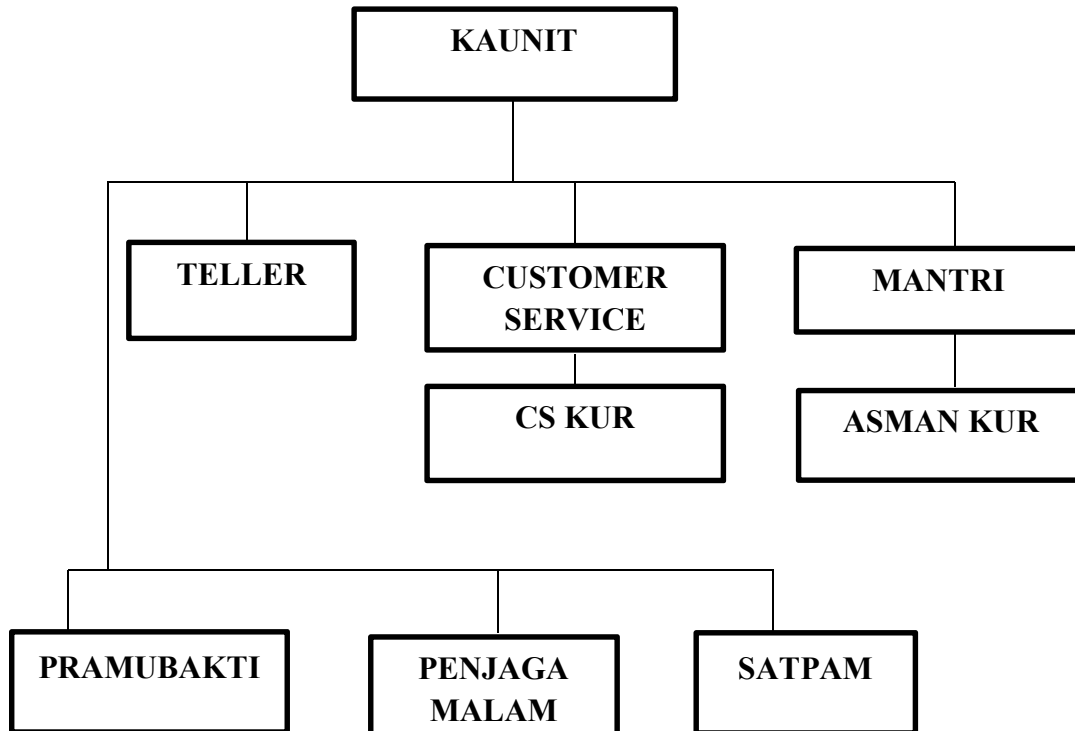 KAUNIT
TELLER
CUSTOMER
SERVICE
MANTRI
CS KUR
ASMAN KUR
PRAMUBAKTI
PENJAGA
MALAM
SATPAM